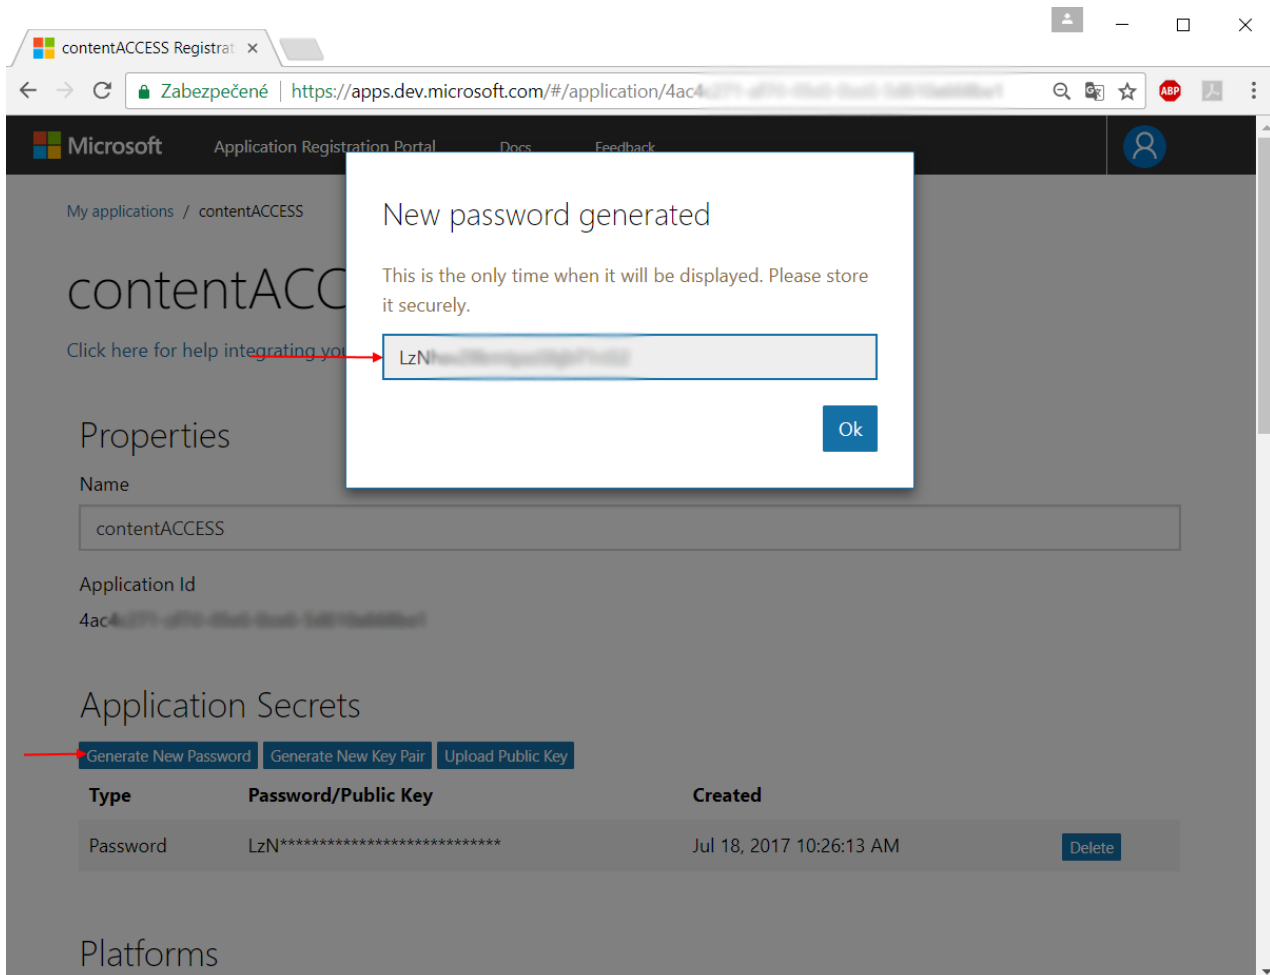 contentACCESS Registrat
Zabezpečené | https://apps.dev.microsoft.com/#/application/4ac
ABP
Microsoft Application Registration Portal Docs Feedback
My applications / contentACCESS
New password generated
This is the only time when it will be displayed. Please store
it securely.
contentACC
Click here for help integrating you
LzN
Ok
Properties
Name
contentACCESS
Application Id
4ac
Application Secrets
Generate New Password Generate New Key Pair Upload Public Key
Type Password/Public Key Created
Password LzN**************************** Jul 18, 2017 10:26:13 AM Delete
Platforms